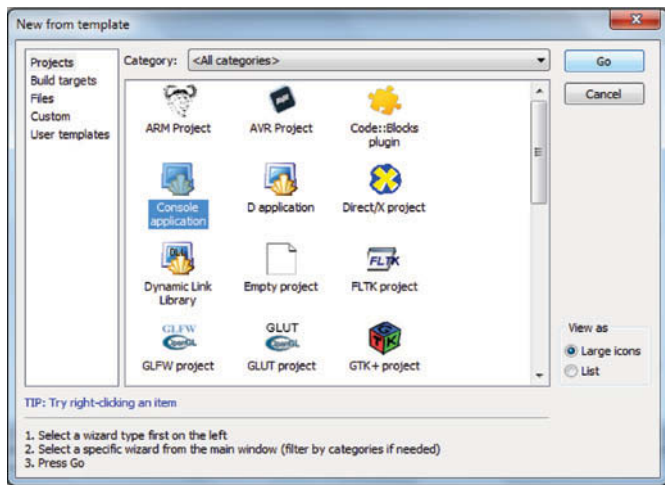 New from template
Projects
Build targets
Files
Custom
User templates
Category: <All categories>
Go
Cancel
ARM Project
AVR Project
Code::Blocks
plugin
Console
application
D application
Direct/X project
Dynamic Link
Library
Empty project
FLTK
FLTK project
GLFW
OpenGL
GLFW project
GLUT
OpenGL
GLUT project
GTK
GTK+ project
View as
Large icons
List
TIP: Try right-clicking an item
1. Select a wizard type first on the left
2. Select a specific wizard from the main window (filter by categories if needed)
3. Press Go